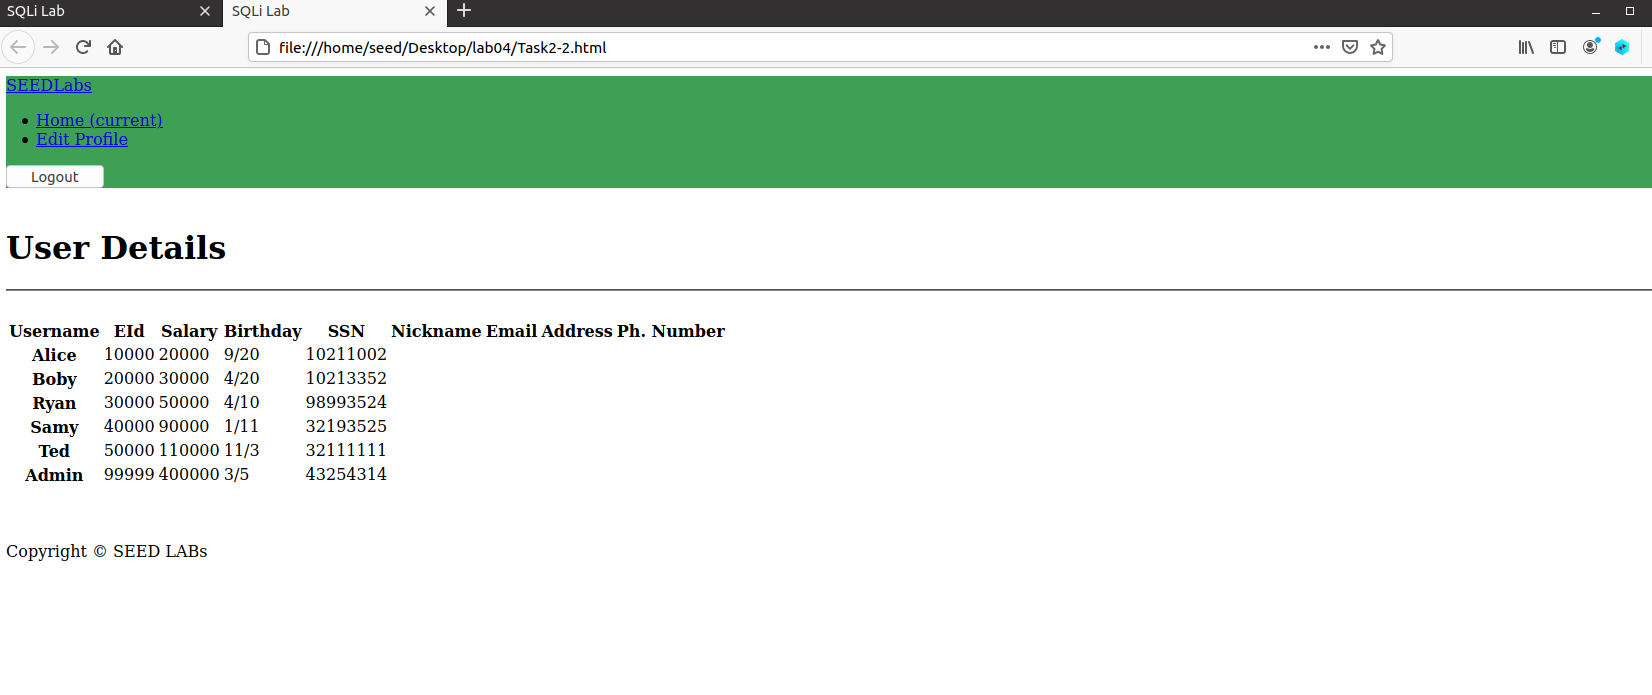 SQLi Lab SQLi Lab
file:///home/seed/Desktop/lab04/Task2-2.html
SEEDLabs
Home (current)
Edit Profile
Logout
User Details
Username EId Salary Birthday SSN Nickname Email Address Ph. Number
Alice 10000 20000 9/20 10211002
Boby 20000 30000 4/20 10213352
Ryan 30000 50000 4/10 98993524
Samy 40000 90000 1/11 32193525
Ted 50000 110000 11/3 32111111
Admin 99999 400000 3/5 43254314
Copyright © SEED LABs